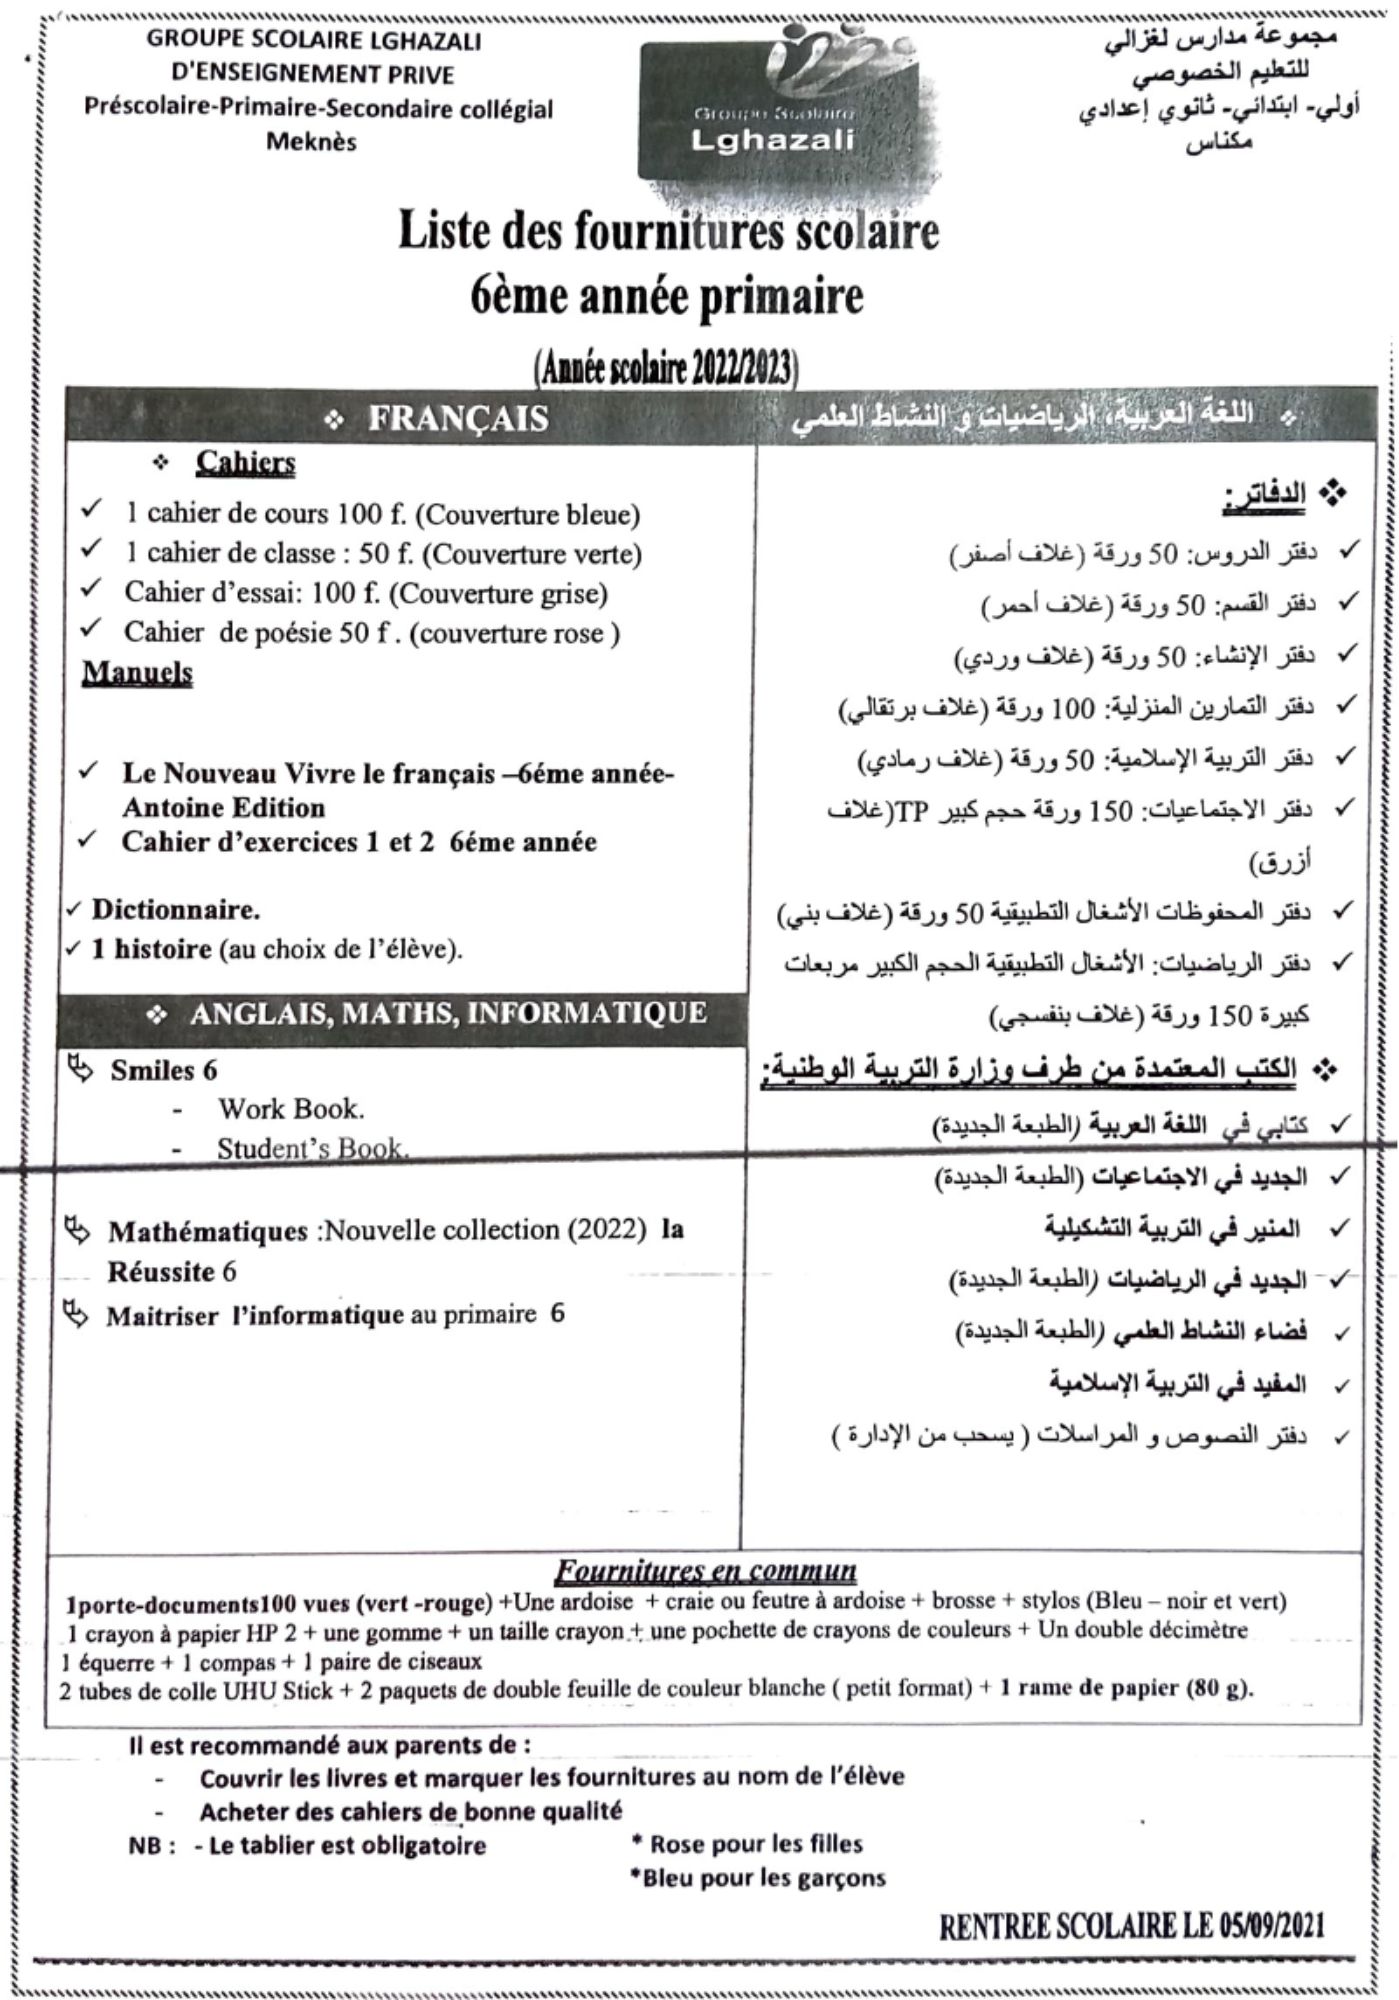 GROUPE SCOLAIRE LGHAZALI
D'ENSEIGNEMENT PRIVE
Préscolaire-Primaire-Secondaire collégial
Meknès
Groupe Scolaire
Lghazali
مجموعة مدارس لغزالي
للتعليم الخصوصي
أولي- ابتدائي- ثانوي إعدادي
مكناس
Liste des fournitures scolaire
6ème année primaire
(Année scolaire 2022/2023)
❖ FRANÇAIS
❖ Cahiers
✓ 1 cahier de cours 100 f. (Couverture bleue)
✓ 1 cahier de classe : 50 f. (Couverture verte)
✓ Cahier d’essai: 100 f. (Couverture grise)
✓ Cahier de poésie 50 f . (couverture rose )
Manuels
✓ Le Nouveau Vivre le français –6éme année-
Antoine Edition
✓ Cahier d’exercices 1 et 2 6éme année
✓ Dictionnaire.
✓ 1 histoire (au choix de l’élève).
❖ ANGLAIS, MATHS, INFORMATIQUE
Smiles 6
- Work Book.
- Student’s Book.
Mathématiques :Nouvelle collection (2022) la
Réussite 6
Maitriser l’informatique au primaire 6
❖ اللغة العربية، الرياضيات و النشاط العلمي
❖ الدفاتر:
✓ دفتر الدروس: 50 ورقة (غلاف أصفر)
✓ دفتر القسم: 50 ورقة (غلاف أحمر)
✓ دفتر الإنشاء: 50 ورقة (غلاف وردي)
✓ دفتر التمارين المنزلية: 100 ورقة (غلاف برتقالي)
✓ دفتر التربية الإسلامية: 50 ورقة (غلاف رمادي)
✓ دفتر الاجتماعيات: 150 ورقة حجم كبير TP(غلاف
أزرق)
✓ دفتر المحفوظات الأشغال التطبيقية 50 ورقة (غلاف بني)
✓ دفتر الرياضيات: الأشغال التطبيقية الحجم الكبير مربعات
كبيرة 150 ورقة (غلاف بنفسجي)
❖ الكتب المعتمدة من طرف وزارة التربية الوطنية:
✓ كتابي في اللغة العربية (الطبعة الجديدة)
✓ الجديد في الاجتماعيات (الطبعة الجديدة)
✓ المنير في التربية التشكيلية
✓ الجديد في الرياضيات (الطبعة الجديدة)
✓ فضاء النشاط العلمي (الطبعة الجديدة)
✓ المفيد في التربية الإسلامية
✓ دفتر النصوص و المراسلات ( يسحب من الإدارة )
Fournitures en commun
1porte-documents100 vues (vert -rouge) +Une ardoise + craie ou feutre à ardoise + brosse + stylos (Bleu – noir et vert)
1 crayon à papier HP 2 + une gomme + un taille crayon + une pochette de crayons de couleurs + Un double décimètre
1 équerre + 1 compas + 1 paire de ciseaux
2 tubes de colle UHU Stick + 2 paquets de double feuille de couleur blanche ( petit format) + 1 rame de papier (80 g).
Il est recommandé aux parents de :
- Couvrir les livres et marquer les fournitures au nom de l’élève
- Acheter des cahiers de bonne qualité
NB : - Le tablier est obligatoire * Rose pour les filles
*Bleu pour les garçons
RENTREE SCOLAIRE LE 05/09/2021